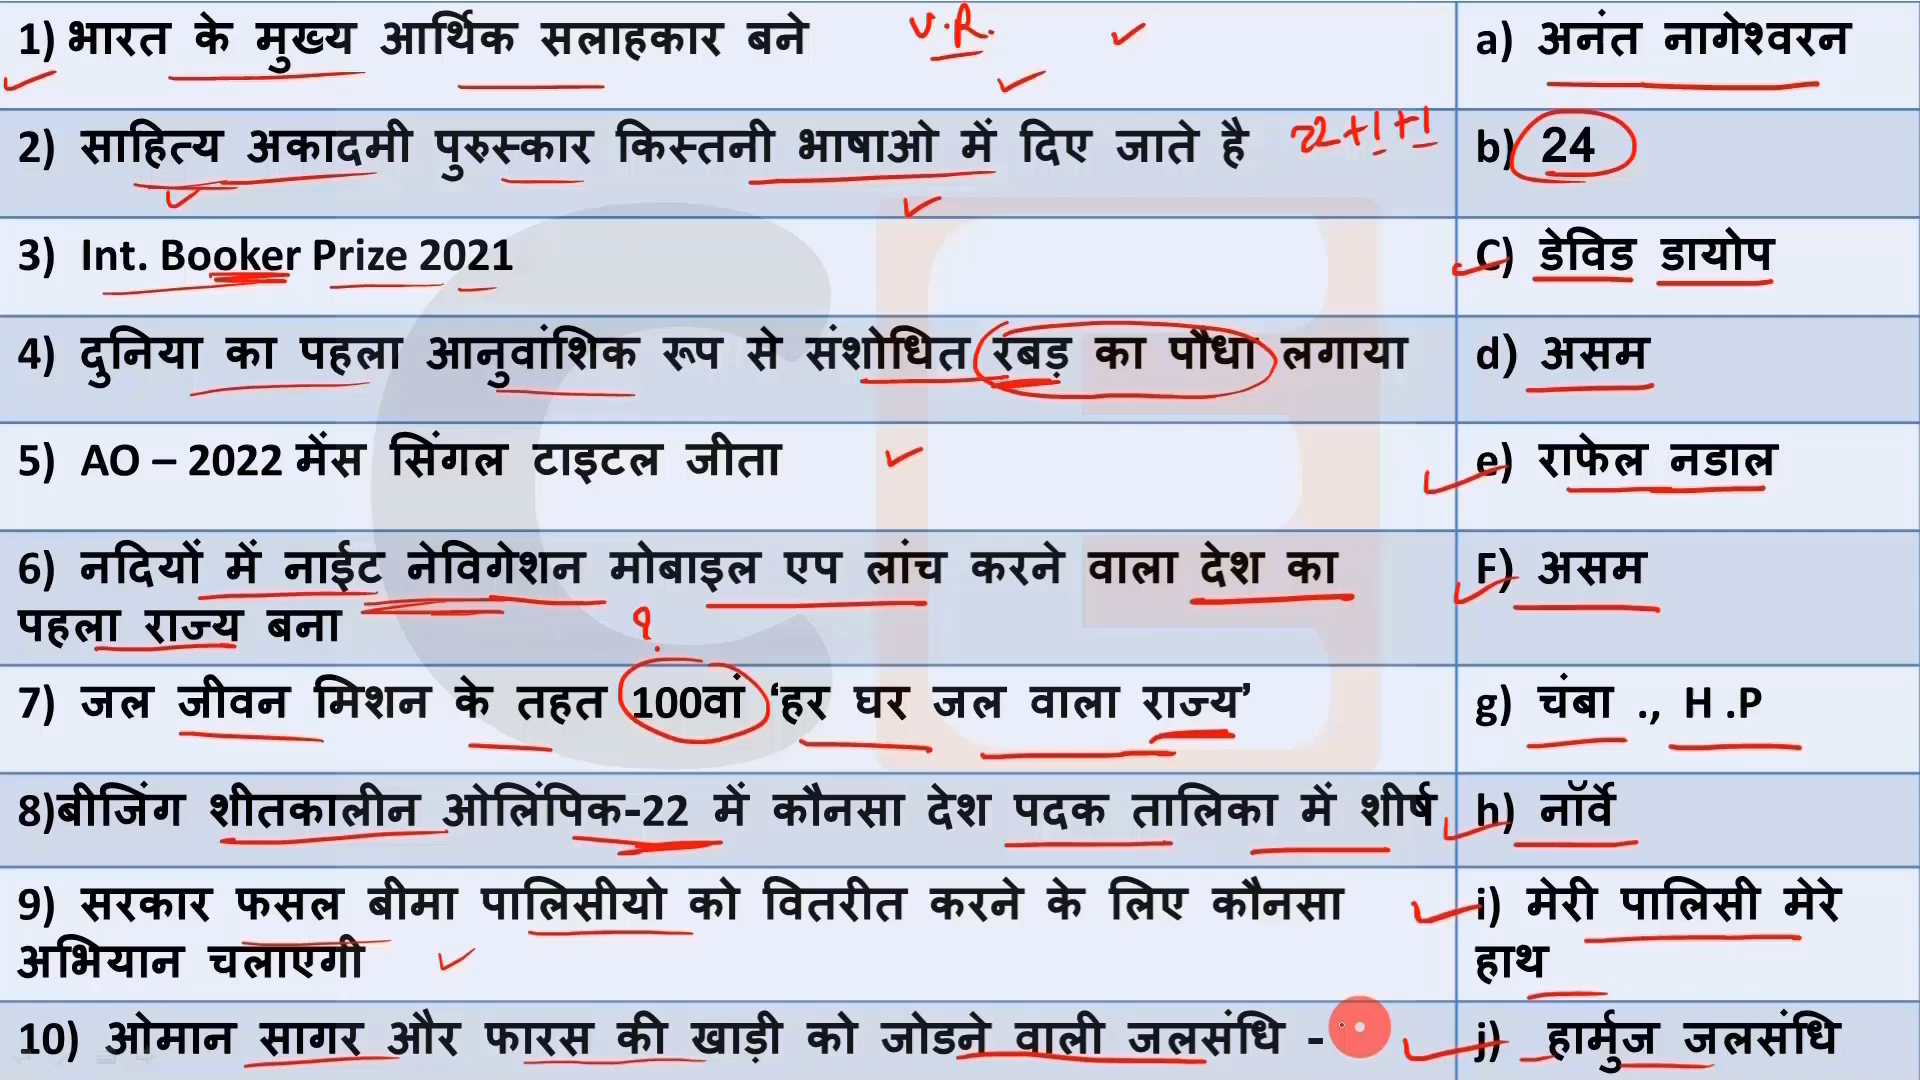 1) भारत के मुख्य आर्थिक सलाहकार बने V.R. a) अनंत नागेश्वरन
2) साहित्य अकादमी पुरुस्कार किस्तनी भाषाओ में दिए जाते है 22+1+1 b) 24
3) Int. Booker Prize 2021 C) डेविड डायोप
4) दुनिया का पहला आनुवांशिक रूप से संशोधित रबड़ का पौधा लगाया d) असम
5) AO – 2022 मेंस सिंगल टाइटल जीता e) राफेल नडाल
6) नदियों में नाईट नेविगेशन मोबाइल एप लांच करने वाला देश का F) असम
पहला राज्य बना ?
7) जल जीवन मिशन के तहत 100वां ‘हर घर जल वाला राज्य’ g) चंबा ., H .P
8)बीजिंग शीतकालीन ओलिंपिक-22 में कौनसा देश पदक तालिका में शीर्ष h) नॉर्वे
9) सरकार फसल बीमा पालिसीयो को वितरीत करने के लिए कौनसा i) मेरी पालिसी मेरे
अभियान चलाएगी हाथ
10) ओमान सागर और फारस की खाड़ी को जोडने वाली जलसंधि - j) हार्मुज जलसंधि